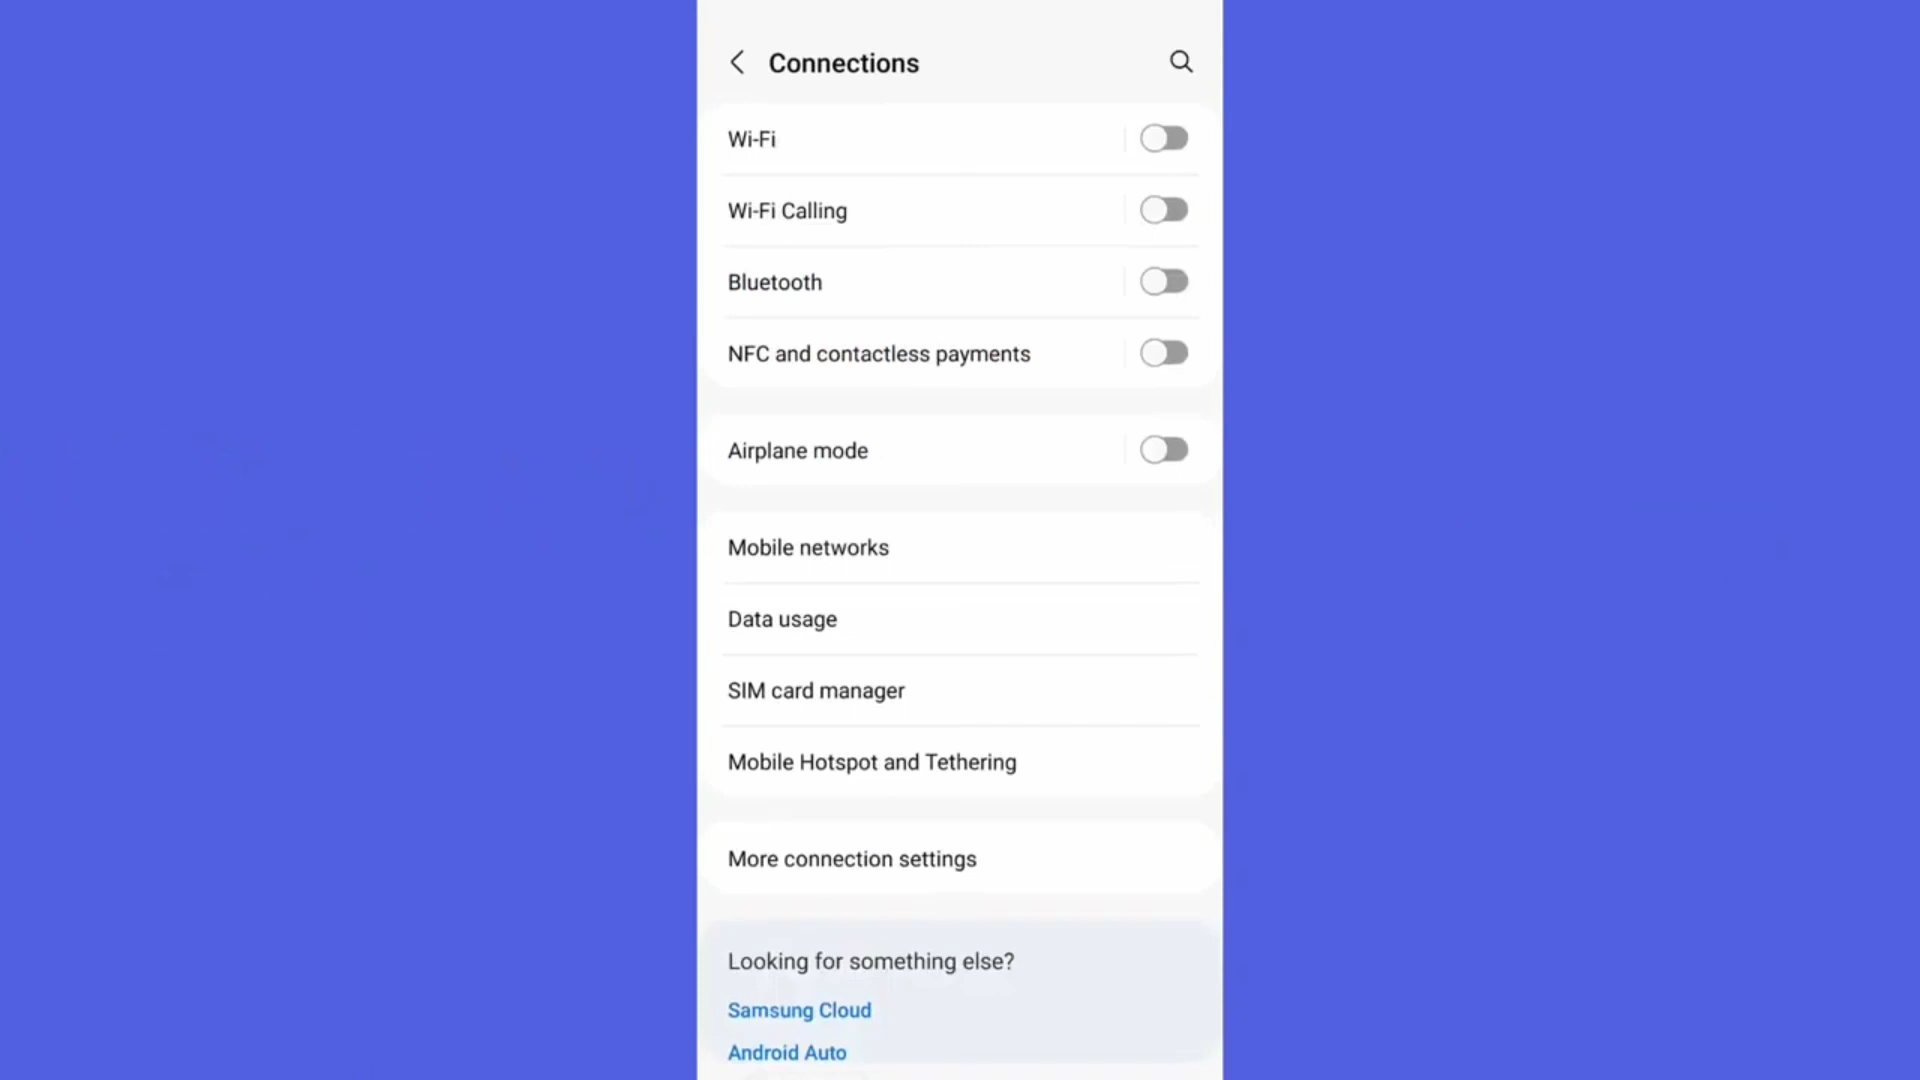 Connections
Wi-Fi
Wi-Fi Calling
Bluetooth
NFC and contactless payments
Airplane mode
Mobile networks
Data usage
SIM card manager
Mobile Hotspot and Tethering
More connection settings
Looking for something else?
Samsung Cloud
Android Auto